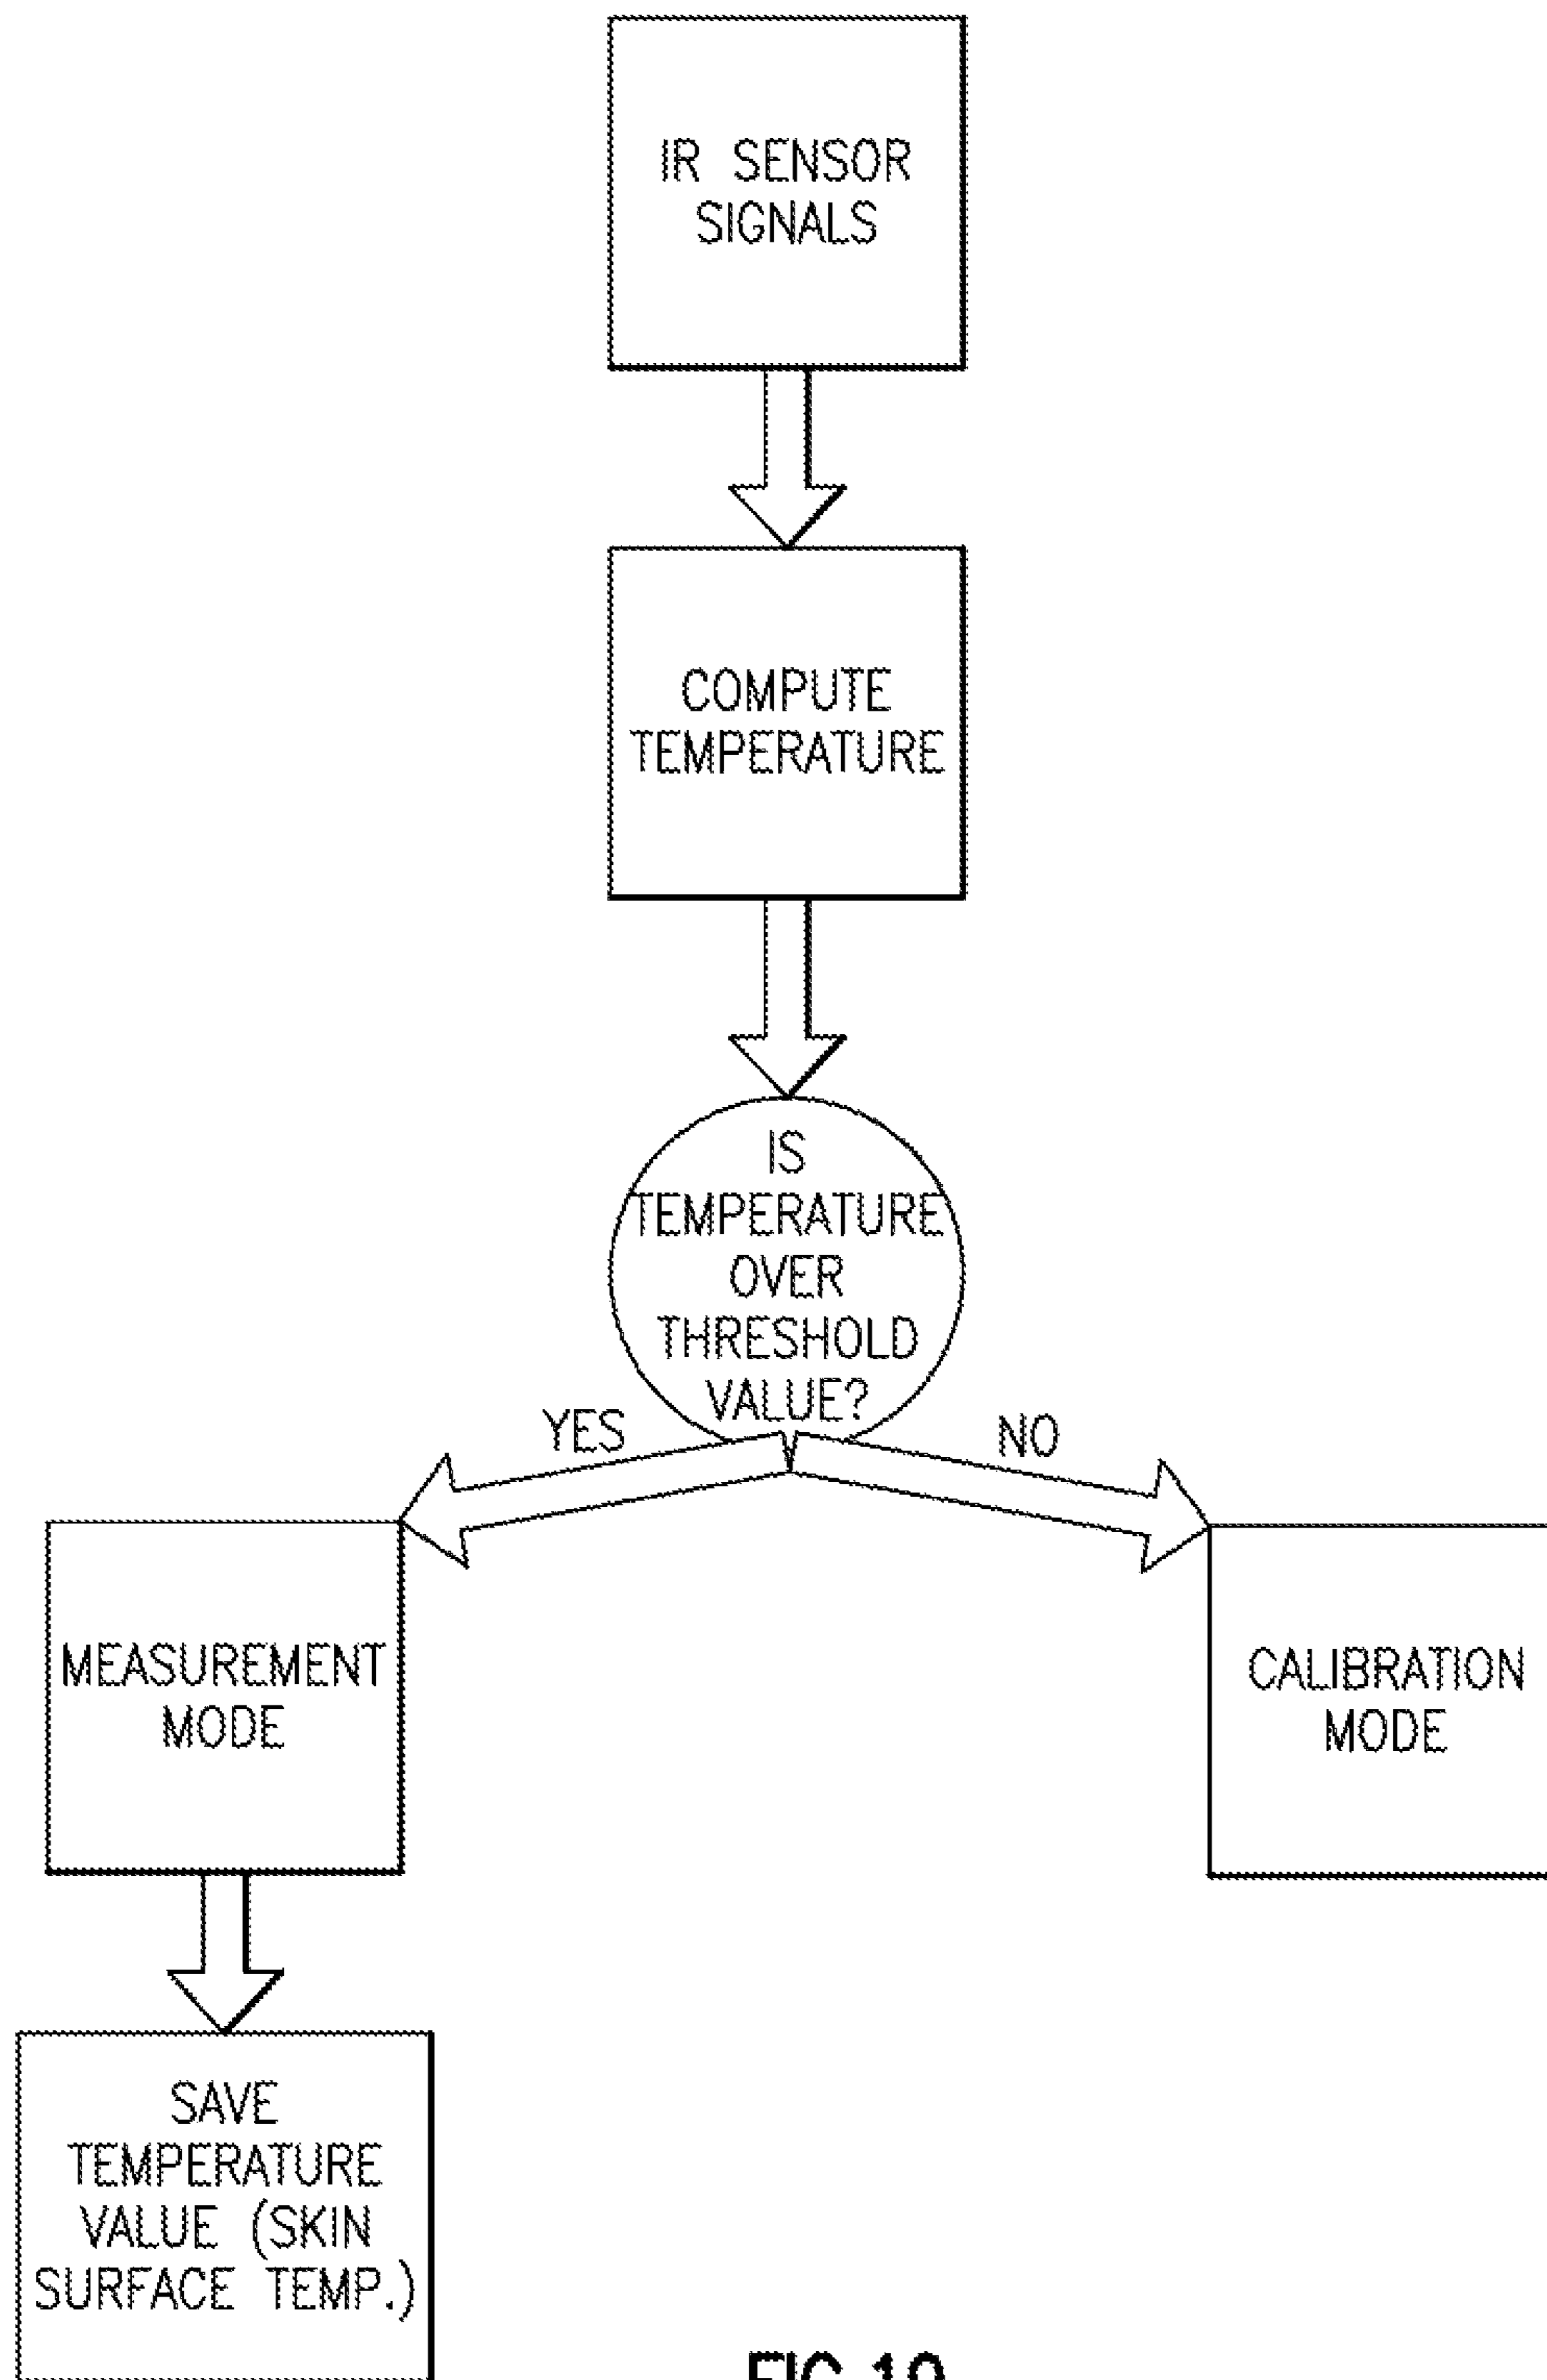 IR SENSOR
SIGNALS
COMPUTE
TEMPERATURE
IS
TEMPERATURE
OVER
THRESHOLD
VALUE?
YES
NO
MEASUREMENT
MODE
CALIBRATION
MODE
SAVE
TEMPERATURE
VALUE (SKIN
SURFACE TEMP.)